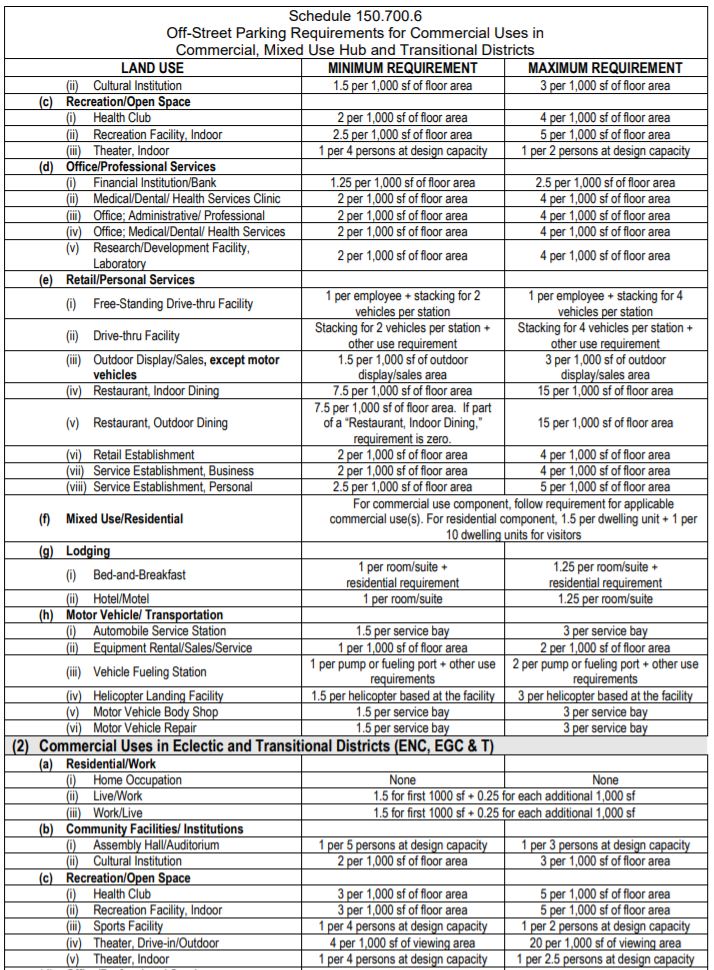 Schedule 150.700.6
Off-Street Parking Requirements for Commercial Uses in
Commercial, Mixed Use Hub and Transitional Districts
LAND USE MINIMUM REQUIREMENT MAXIMUM REQUIREMENT
(ii) Cultural Institution 1.5 per 1,000 sf of floor area 3 per 1,000 sf of floor area
(c) Recreation/Open Space
(i) Health Club 2 per 1,000 sf of floor area 4 per 1,000 sf of floor area
(ii) Recreation Facility, Indoor 2.5 per 1,000 sf of floor area 5 per 1,000 sf of floor area
(iii) Theater, Indoor 1 per 4 persons at design capacity 1 per 2 persons at design capacity
(d) Office/Professional Services
(i) Financial Institution/Bank 1.25 per 1,000 sf of floor area 2.5 per 1,000 sf of floor area
(ii) Medical/Dental/ Health Services Clinic 2 per 1,000 sf of floor area 4 per 1,000 sf of floor area
(iii) Office; Administrative/ Professional 2 per 1,000 sf of floor area 4 per 1,000 sf of floor area
(iv) Office; Medical/Dental/ Health Services 2 per 1,000 sf of floor area 4 per 1,000 sf of floor area
(v) Research/Development Facility,
Laboratory 2 per 1,000 sf of floor area 4 per 1,000 sf of floor area
(e) Retail/Personal Services
(i) Free-Standing Drive-thru Facility 1 per employee + stacking for 2 1 per employee + stacking for 4
vehicles per station vehicles per station
(ii) Drive-thru Facility Stacking for 2 vehicles per station + Stacking for 4 vehicles per station +
other use requirement other use requirement
(iii) Outdoor Display/Sales, except motor 1.5 per 1,000 sf of outdoor 3 per 1,000 sf of outdoor
vehicles display/sales area display/sales area
(iv) Restaurant, Indoor Dining 7.5 per 1,000 sf of floor area 15 per 1,000 sf of floor area
7.5 per 1,000 sf of floor area. If part
(v) Restaurant, Outdoor Dining of a “Restaurant, Indoor Dining,” 15 per 1,000 sf of floor area
requirement is zero.
(vi) Retail Establishment 2 per 1,000 sf of floor area 4 per 1,000 sf of floor area
(vii) Service Establishment, Business 2 per 1,000 sf of floor area 4 per 1,000 sf of floor area
(viii) Service Establishment, Personal 2.5 per 1,000 sf of floor area 5 per 1,000 sf of floor area
For commercial use component, follow requirement for applicable
(f) Mixed Use/Residential commercial use(s). For residential component, 1.5 per dwelling unit + 1 per
10 dwelling units for visitors
(g) Lodging
(i) Bed-and-Breakfast 1 per room/suite + 1.25 per room/suite +
residential requirement residential requirement
(ii) Hotel/Motel 1 per room/suite 1.25 per room/suite
(h) Motor Vehicle/ Transportation
(i) Automobile Service Station 1.5 per service bay 3 per service bay
(ii) Equipment Rental/Sales/Service 1 per 1,000 sf of floor area 2 per 1,000 sf of floor area
(iii) Vehicle Fueling Station 1 per pump or fueling port + other use 2 per pump or fueling port + other use
requirements requirements
(iv) Helicopter Landing Facility 1.5 per helicopter based at the facility 3 per helicopter based at the facility
(v) Motor Vehicle Body Shop 1.5 per service bay 3 per service bay
(vi) Motor Vehicle Repair 1.5 per service bay 3 per service bay
(2) Commercial Uses in Eclectic and Transitional Districts (ENC, EGC & T)
(a) Residential/Work
(i) Home Occupation None None
(ii) Live/Work 1.5 for first 1000 sf + 0.25 for each additional 1,000 sf
(iii) Work/Live 1.5 for first 1000 sf + 0.25 for each additional 1,000 sf
(b) Community Facilities/ Institutions
(i) Assembly Hall/Auditorium 1 per 5 persons at design capacity 1 per 3 persons at design capacity
(ii) Cultural Institution 2 per 1,000 sf of floor area 3 per 1,000 sf of floor area
(c) Recreation/Open Space
(i) Health Club 3 per 1,000 sf of floor area 5 per 1,000 sf of floor area
(ii) Recreation Facility, Indoor 3 per 1,000 sf of floor area 5 per 1,000 sf of floor area
(iii) Sports Facility 1 per 4 persons at design capacity 1 per 2 persons at design capacity
(iv) Theater, Drive-in/Outdoor 4 per 1,000 sf of viewing area 20 per 1,000 sf of viewing area
(v) Theater, Indoor 1 per 4 persons at design capacity 1 per 2.5 persons at design capacity